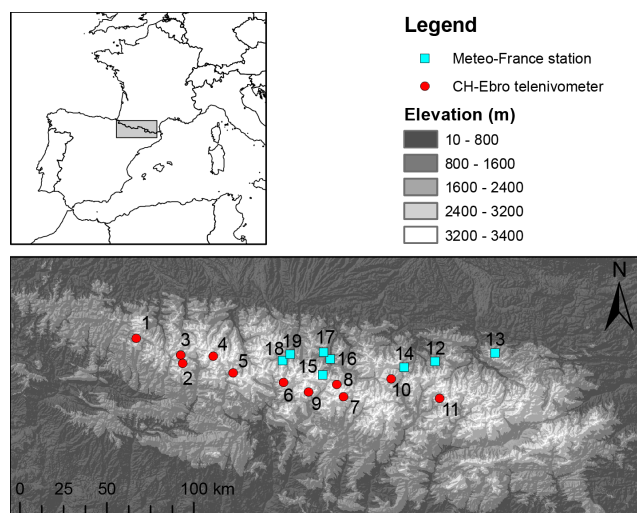 Legend
Meteo-France station
CH-Ebro telenivometer
Elevation (m)
10 - 800
800 - 1600
1600 - 2400
2400 - 3200
3200 - 3400
N
1
3
2
4
5
18
19
17
16
15
6
9
8
7
14
10
12
11
13
0 25 50 100 km